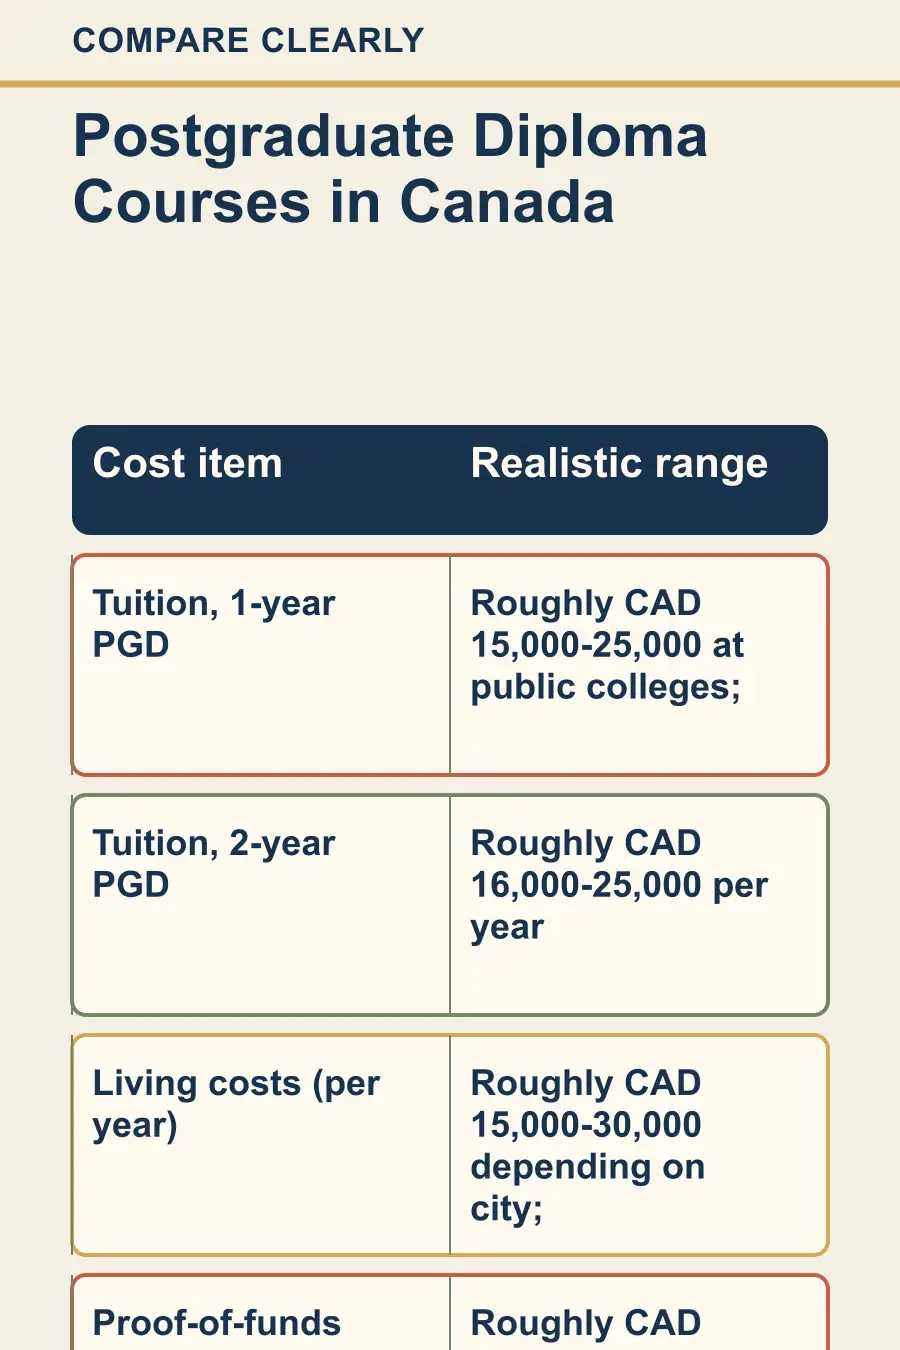 COMPARE CLEARLY
Postgraduate Diploma
Courses in Canada
Cost item
Realistic range
Tuition, 1-year
PGD
Roughly CAD
15,000-25,000 at
public colleges;
Tuition, 2-year
PGD
Roughly CAD
16,000-25,000 per
year
Living costs (per
year)
Roughly CAD
15,000-30,000
depending on
city;
Proof-of-funds
Roughly CAD